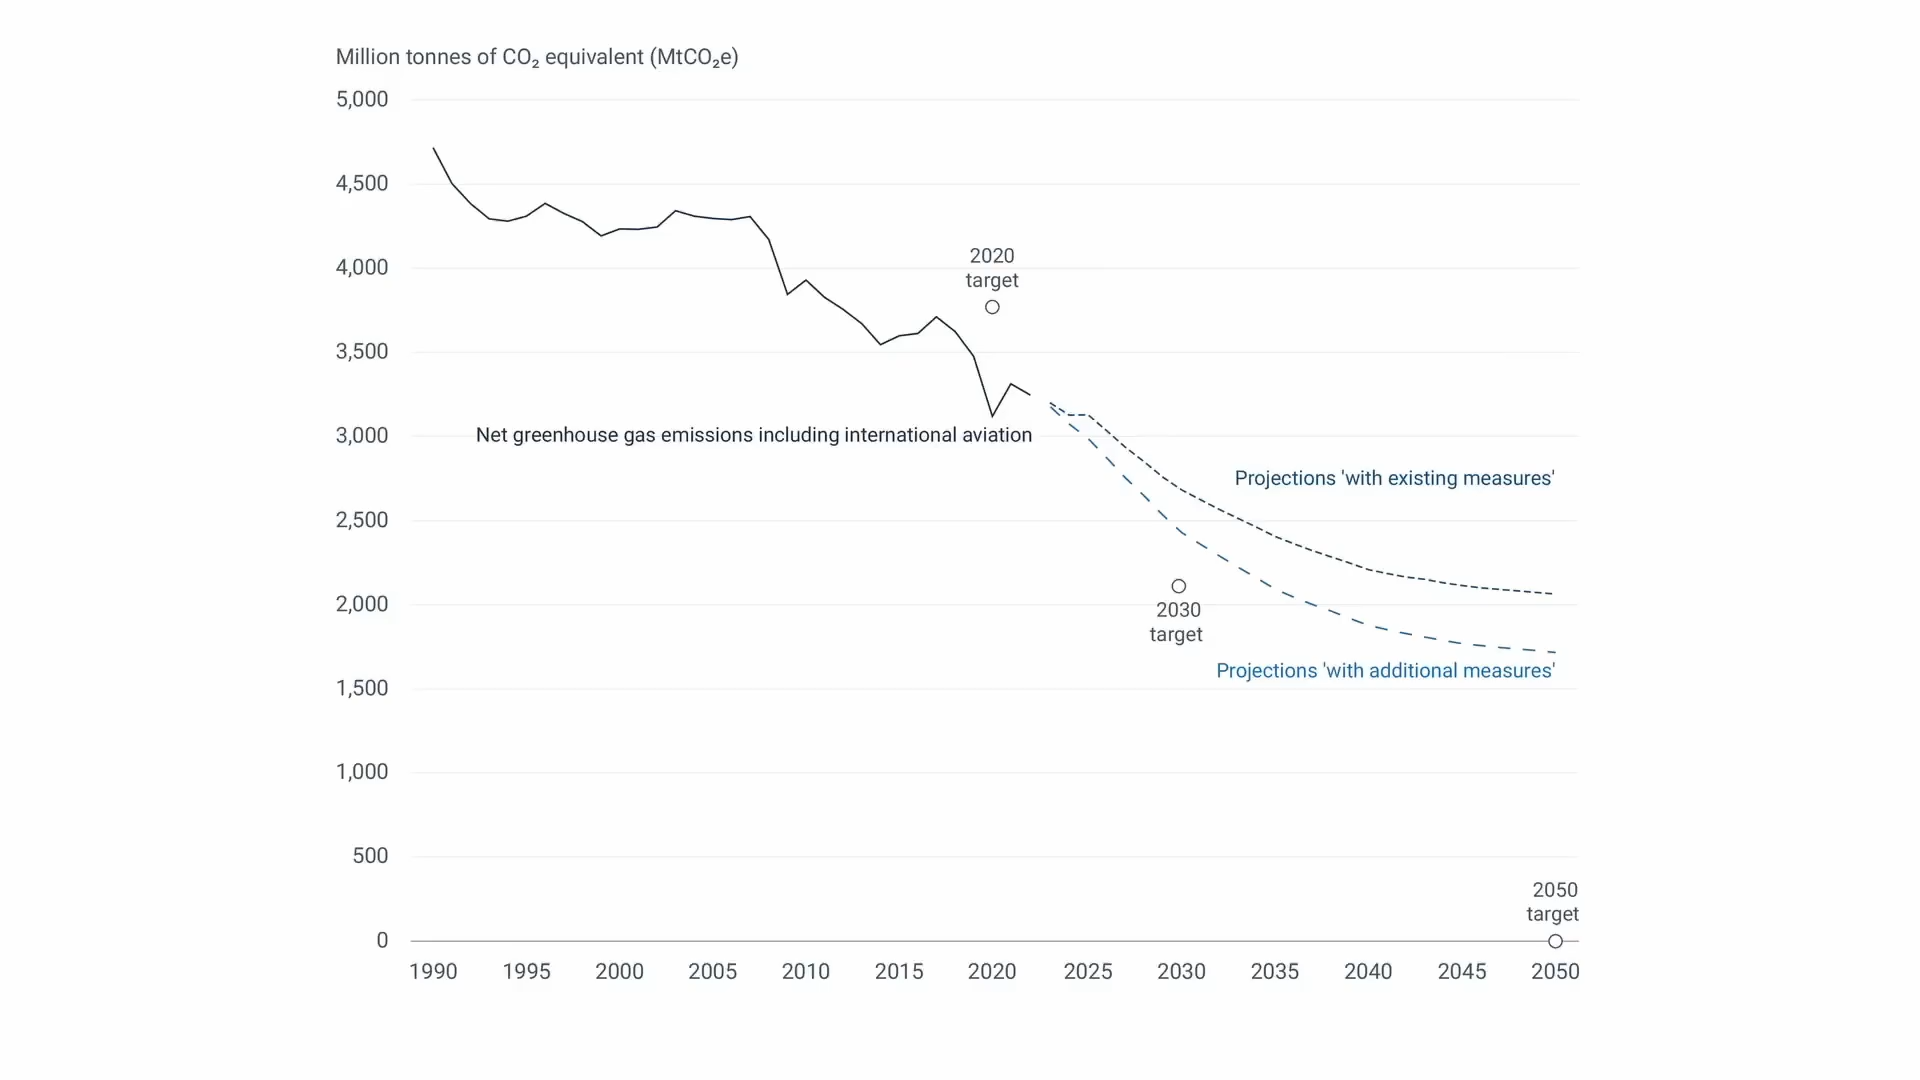 Million tonnes of CO₂ equivalent (MtCO₂e)
5,000
4,500
4,000
3,500
3,000
2,500
2,000
1,500
1,000
500
0
2020
target
Net greenhouse gas emissions including international aviation
Projections 'with existing measures'
2030
target
Projections 'with additional measures'
2050
target
1990 1995 2000 2005 2010 2015 2020 2025 2030 2035 2040 2045 2050